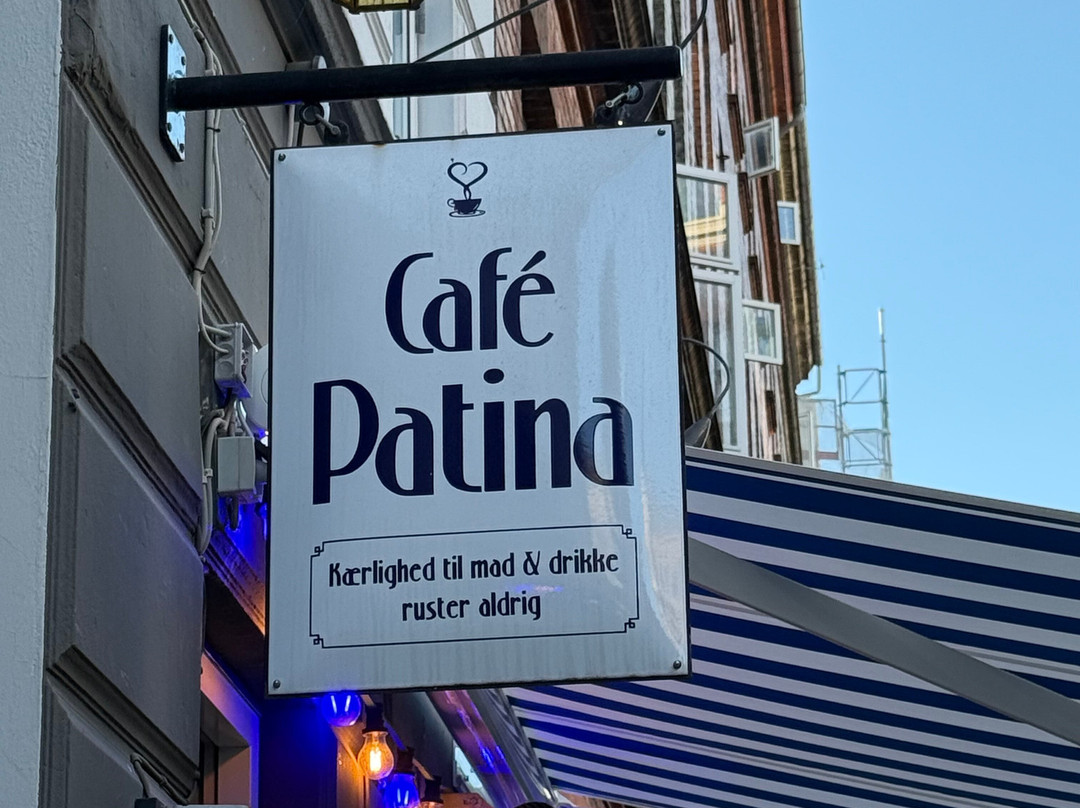 Café
Patina
Kærlighed til mad & drikke
ruster aldrig